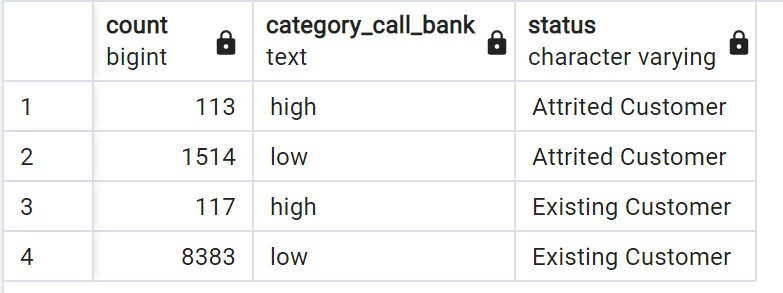 count category_call_bank status
bigint text character varying
1 113 high Attrited Customer
2 1514 low Attrited Customer
3 117 high Existing Customer
4 8383 low Existing Customer